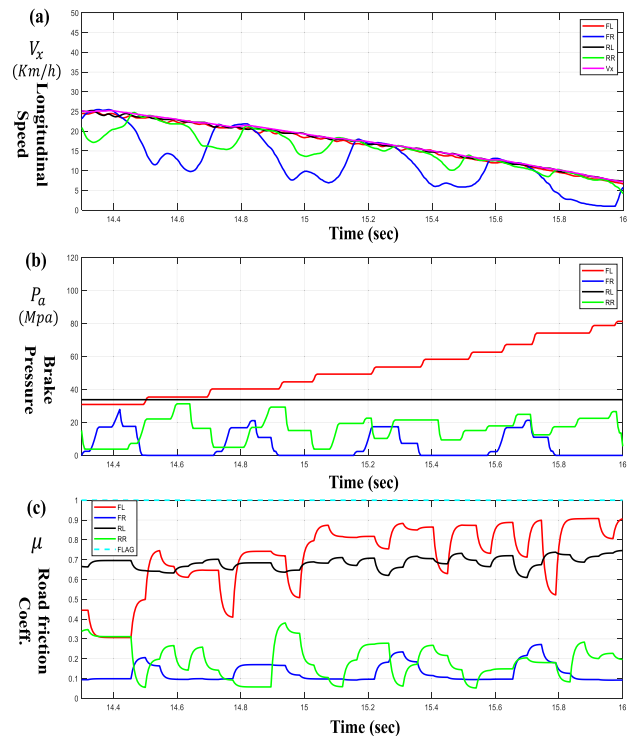 (a)
V_x
(Km/h)
Longitudinal
Speed
50
45
40
35
30
25
20
15
10
5
0
FL
FR
RL
RR
Vx
14.4 14.6 14.8 15 15.2 15.4 15.6 15.8 16
Time (sec)
(b)
P_a
(Mpa)
Brake
Pressure
120
100
80
60
40
20
0
FL
FR
RL
RR
14.4 14.6 14.8 15 15.2 15.4 15.6 15.8 16
Time (sec)
(c)
μ
Road friction
Coeff.
1
0.9
0.8
0.7
0.6
0.5
0.4
0.3
0.2
0.1
0
FL
FR
RL
RR
FLAG
14.4 14.6 14.8 15 15.2 15.4 15.6 15.8 16
Time (sec)